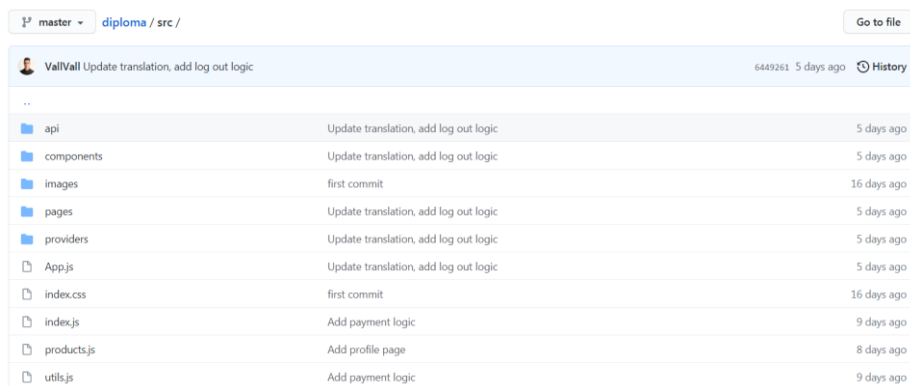 master diploma / src / Go to file
VallVall Update translation, add log out logic 6449261 5 days ago History
..
api Update translation, add log out logic 5 days ago
components Update translation, add log out logic 5 days ago
images first commit 16 days ago
pages Update translation, add log out logic 5 days ago
providers Update translation, add log out logic 5 days ago
App.js Update translation, add log out logic 5 days ago
index.css first commit 16 days ago
index.js Add payment logic 9 days ago
products.js Add profile page 8 days ago
utils.js Add payment logic 9 days ago